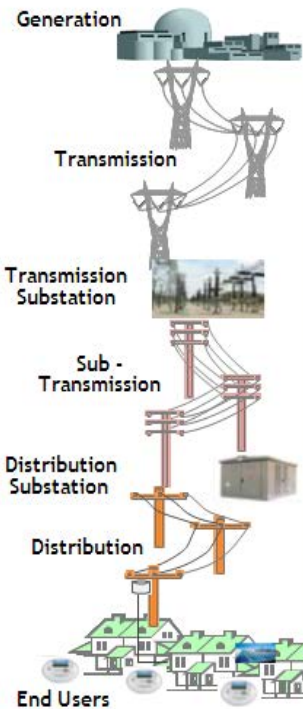 Generation
Transmission
Transmission
Substation
Sub -
Transmission
Distribution
Substation
Distribution
End Users